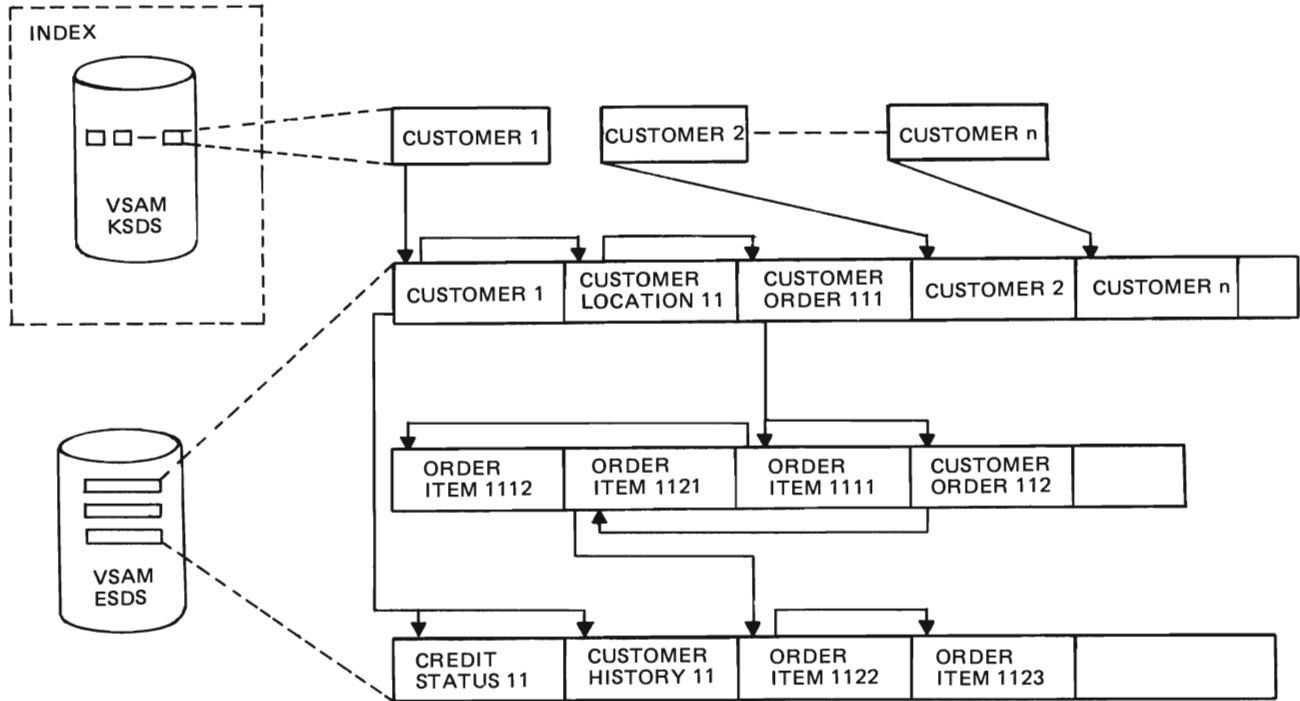 INDEX
VSAM
KSDS
CUSTOMER 1
CUSTOMER 2
CUSTOMER n
CUSTOMER 1
CUSTOMER
LOCATION 11
CUSTOMER
ORDER 111
CUSTOMER 2
CUSTOMER n
VSAM
ESDS
ORDER
ITEM 1112
ORDER
ITEM 1121
ORDER
ITEM 1111
CUSTOMER
ORDER 112
CREDIT
STATUS 11
CUSTOMER
HISTORY 11
ORDER
ITEM 1122
ORDER
ITEM 1123